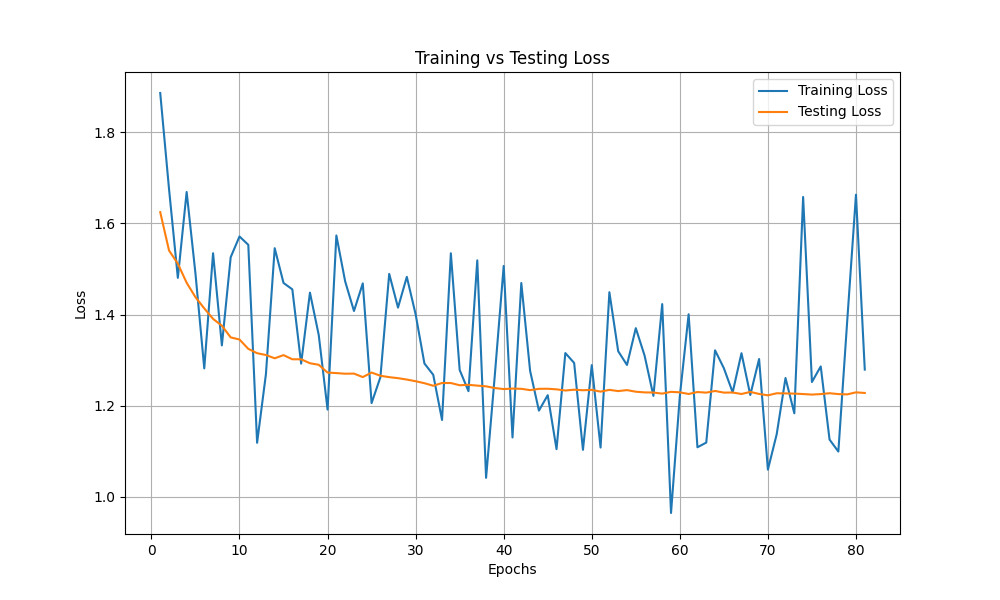 Training vs Testing Loss
Training Loss
Testing Loss
1.8
1.6
1.4
1.2
1.0
Loss
0 10 20 30 40 50 60 70 80
Epochs